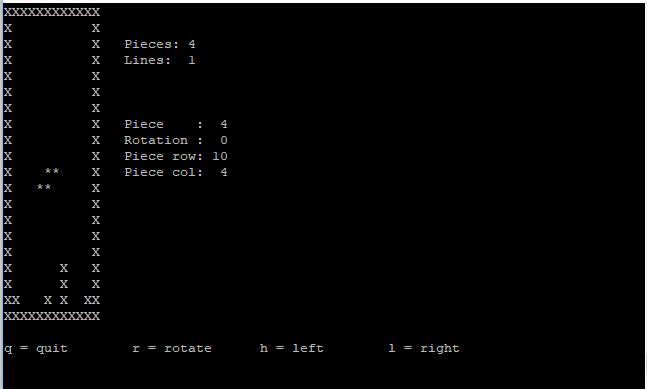 XXXXXXXXXXXX
X          X
X          X   Pieces: 4
X          X   Lines:  1
X          X
X          X
X          X
X          X   Piece    :  4
X          X   Rotation :  0
X          X   Piece row: 10
X    **    X   Piece col:  4
X   **     X
X          X
X          X
X          X
X          X
X      X   X
X      X   X
XX   X X  XX
XXXXXXXXXXXX
q = quit        r = rotate      h = left        l = right